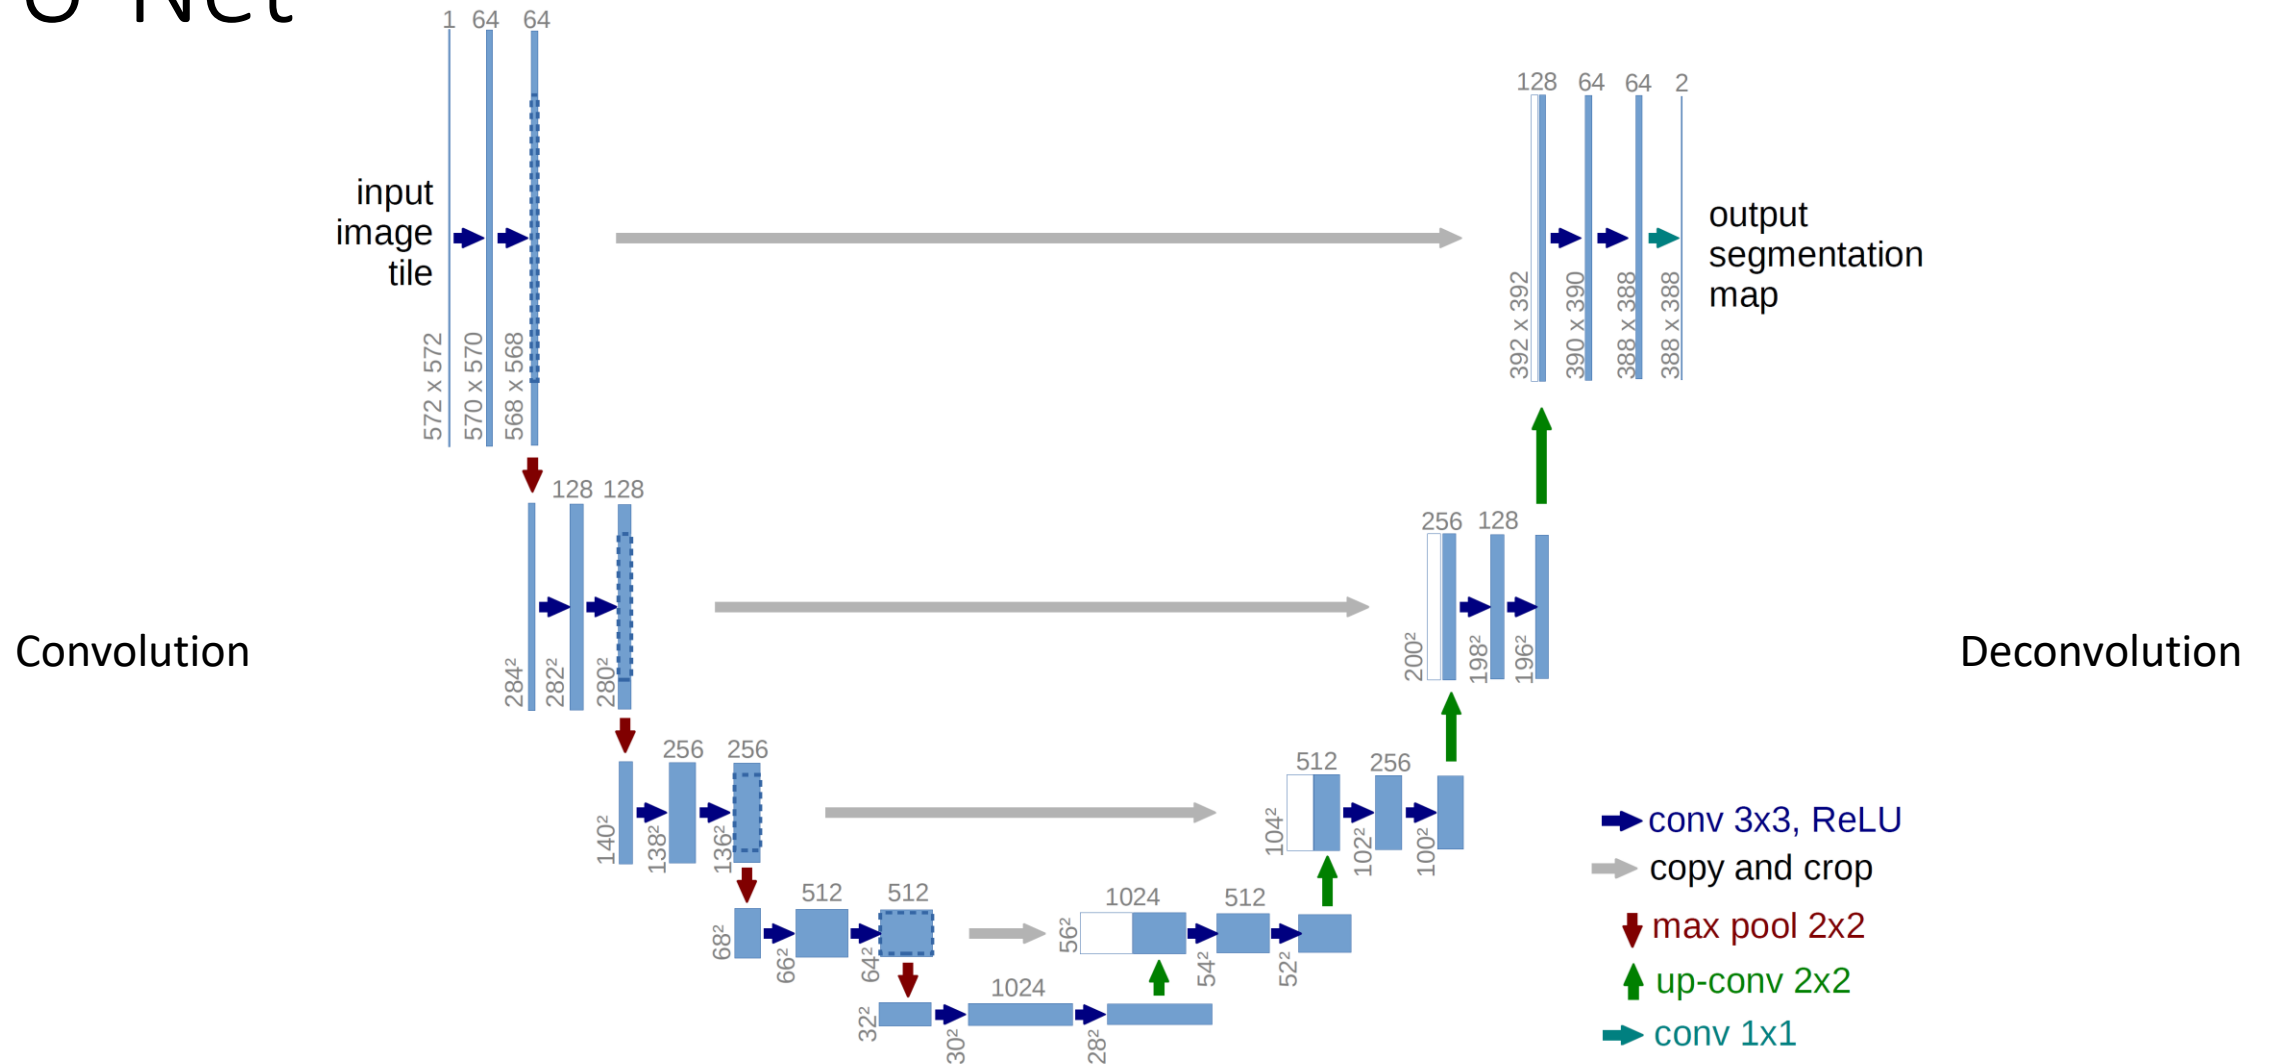 U-Net
1 64 64
input
image
tile
572 x 572
570 x 570
568 x 568
128 64 64 2
output
segmentation
map
392 x 392
390 x 390
388 x 388
388 x 388
128 128
284²
282²
280²
256 128
200²
198²
196²
Convolution
Deconvolution
256 256
140²
138²
136²
512 256
104²
102²
100²
512 512
68²
66²
64²
1024 512
56²
54²
52²
1024
32²
30²
28²
conv 3x3, ReLU
copy and crop
max pool 2x2
up-conv 2x2
conv 1x1